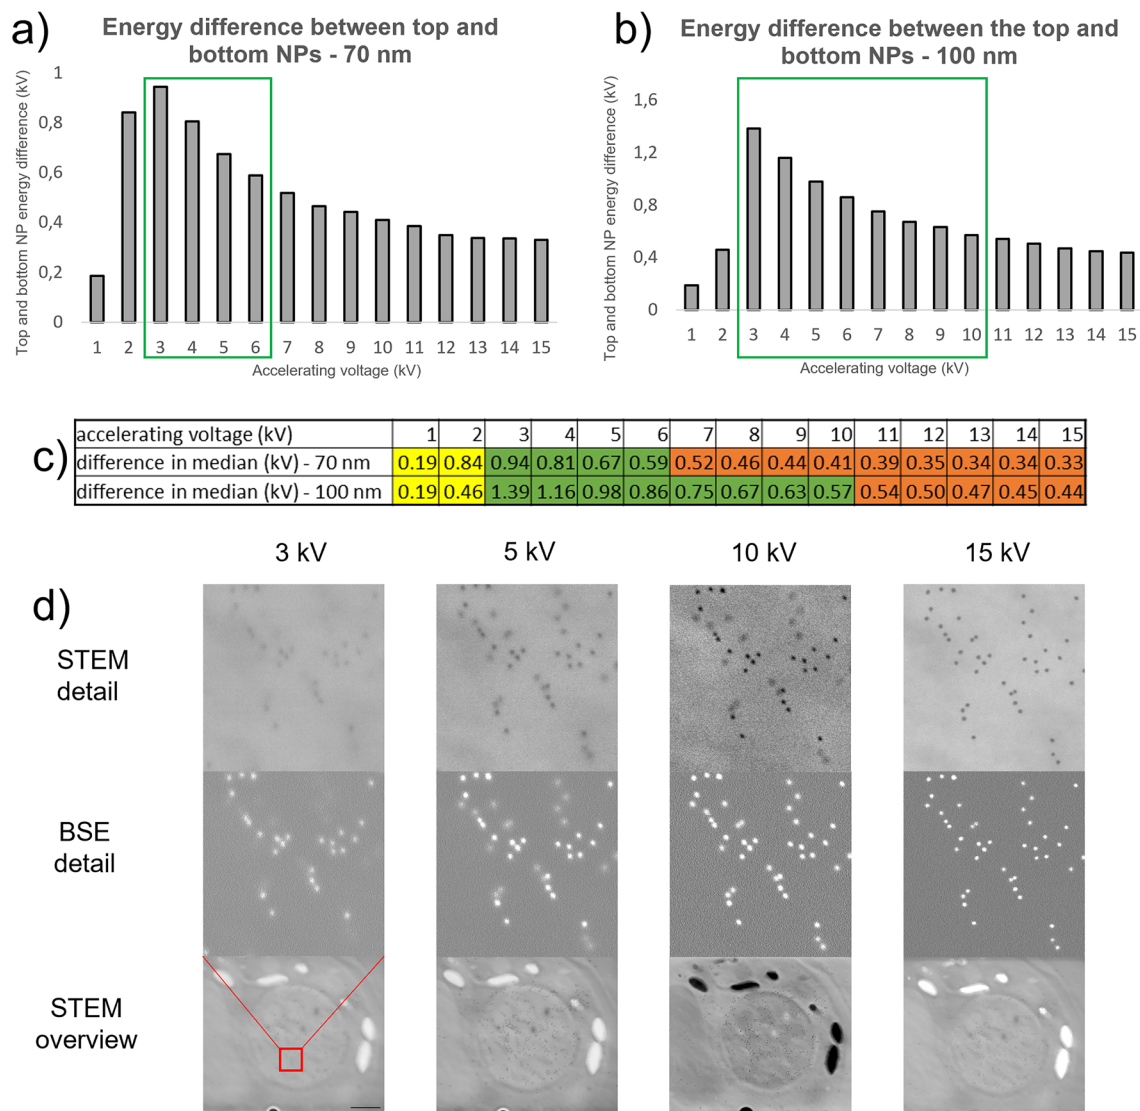 a)
Energy difference between top and
bottom NPs - 70 nm
Top and bottom NP energy difference (kV)
1
0,8
0,6
0,4
0,2
0
1 2 3 4 5 6 7 8 9 10 11 12 13 14 15
Accelerating voltage (kV)
b)
Energy difference between the top and
bottom NPs - 100 nm
Top and bottom NP energy difference (kV)
1,6
1,2
0,8
0,4
0
1 2 3 4 5 6 7 8 9 10 11 12 13 14 15
Accelerating voltage (kV)
c)
accelerating voltage (kV) 1 2 3 4 5 6 7 8 9 10 11 12 13 14 15
difference in median (kV) - 70 nm 0.19 0.84 0.94 0.81 0.67 0.59 0.52 0.46 0.44 0.41 0.39 0.35 0.34 0.34 0.33
difference in median (kV) - 100 nm 0.19 0.46 1.39 1.16 0.98 0.86 0.75 0.67 0.63 0.57 0.54 0.50 0.47 0.45 0.44
3 kV 5 kV 10 kV 15 kV
d)
STEM
detail
BSE
detail
STEM
overview